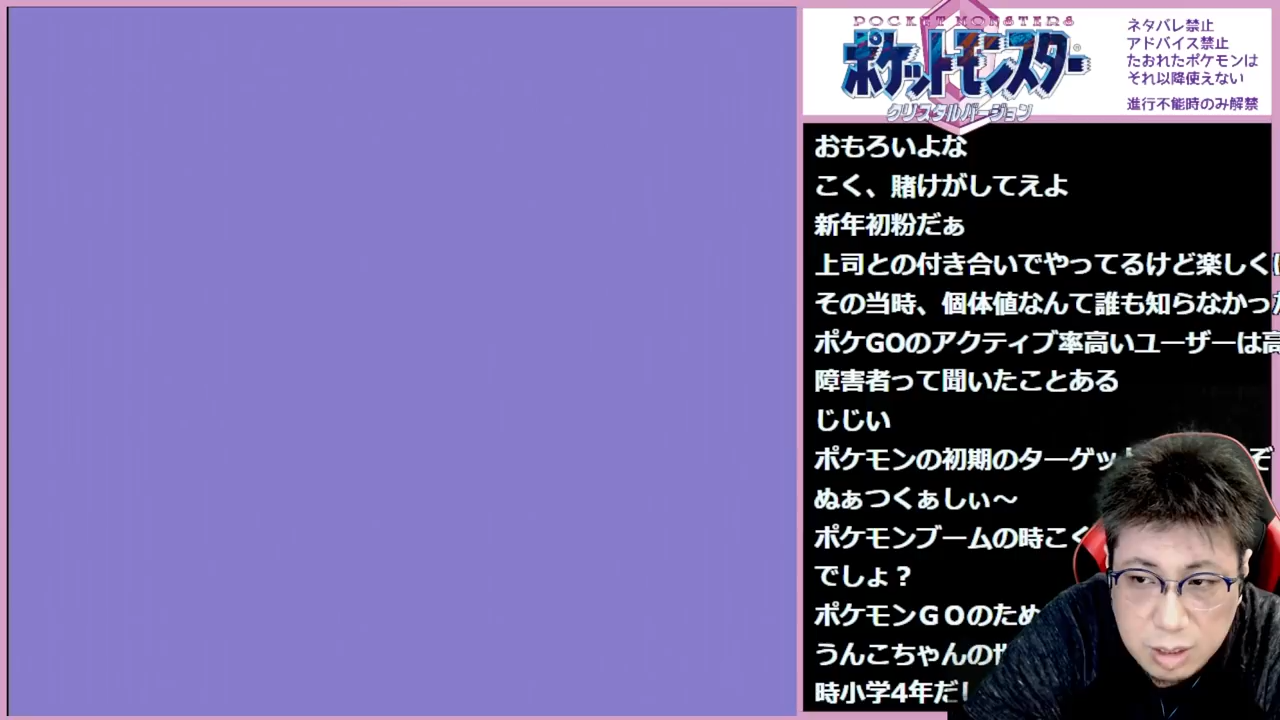 POCKET MONSTERS
ポケットモンスター
クリスタルバージョン
ネタバレ禁止
アドバイス禁止
たおれたポケモンは
それ以降使えない
進行不能時のみ解禁
おもろいよな
こく、賭けがしてえよ
新年初粉だぁ
上司との付き合いでやってるけど楽しく
その当時、個体値なんて誰も知らなかっ
ポケGOのアクティブ率高いユーザーは高
障害者って聞いたことある
じじい
ポケモンの初期のターゲッ
ぞ
ぬぁつくぁしぃ～
ポケモンブームの時こく
でしょ？
ポケモンＧＯのため
うんこちゃんの
時小学4年だし